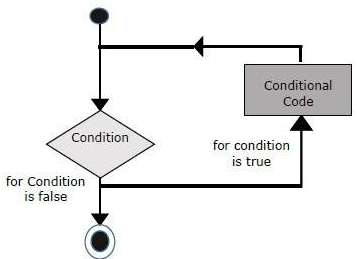 Conditional
Code
Condition
for condition
is true
for Condition
is false